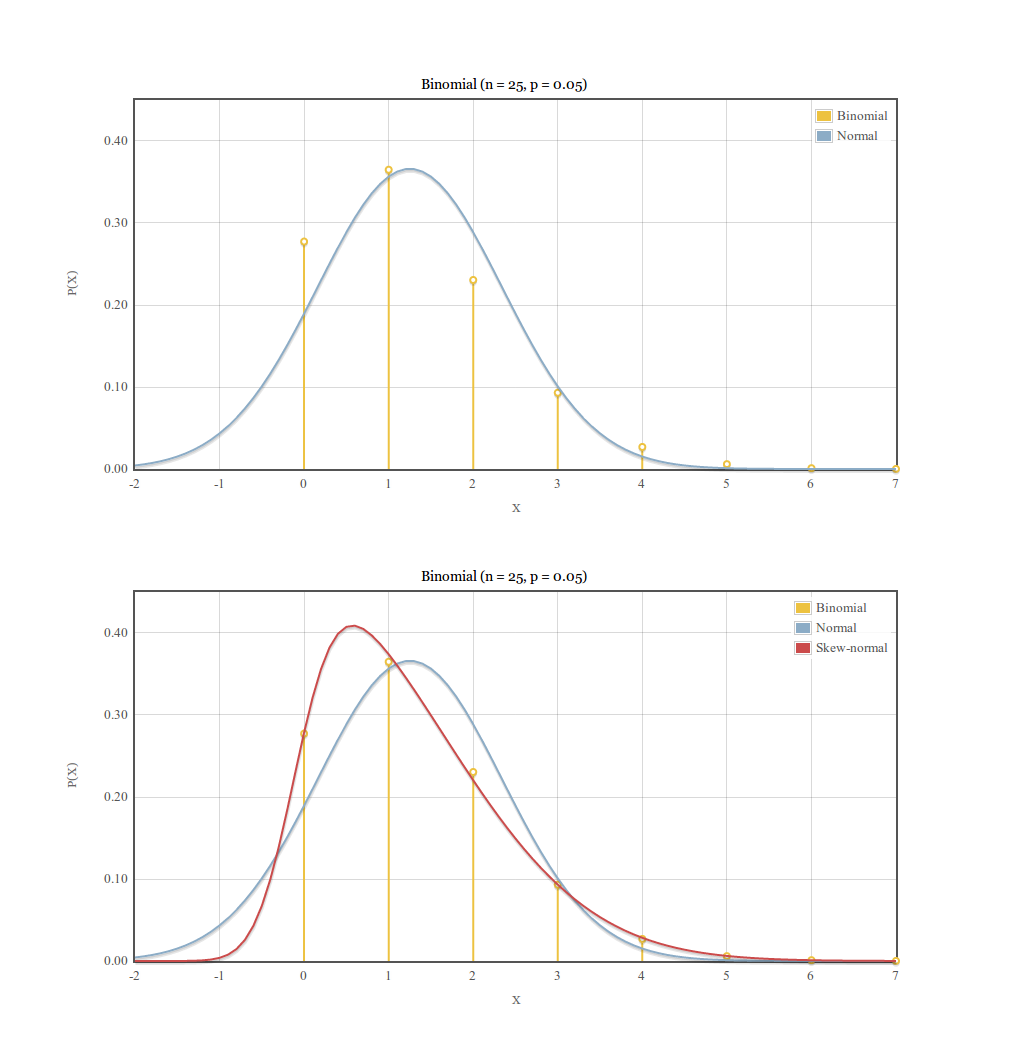 Binomial (n = 25, p = 0.05)
Binomial
Normal
0.40
0.30
0.20
0.10
0.00
P(X)
-2 -1 0 1 2 3 4 5 6 7
X
Binomial (n = 25, p = 0.05)
Binomial
Normal
Skew-normal
0.40
0.30
0.20
0.10
0.00
P(X)
-2 -1 0 1 2 3 4 5 6 7
X